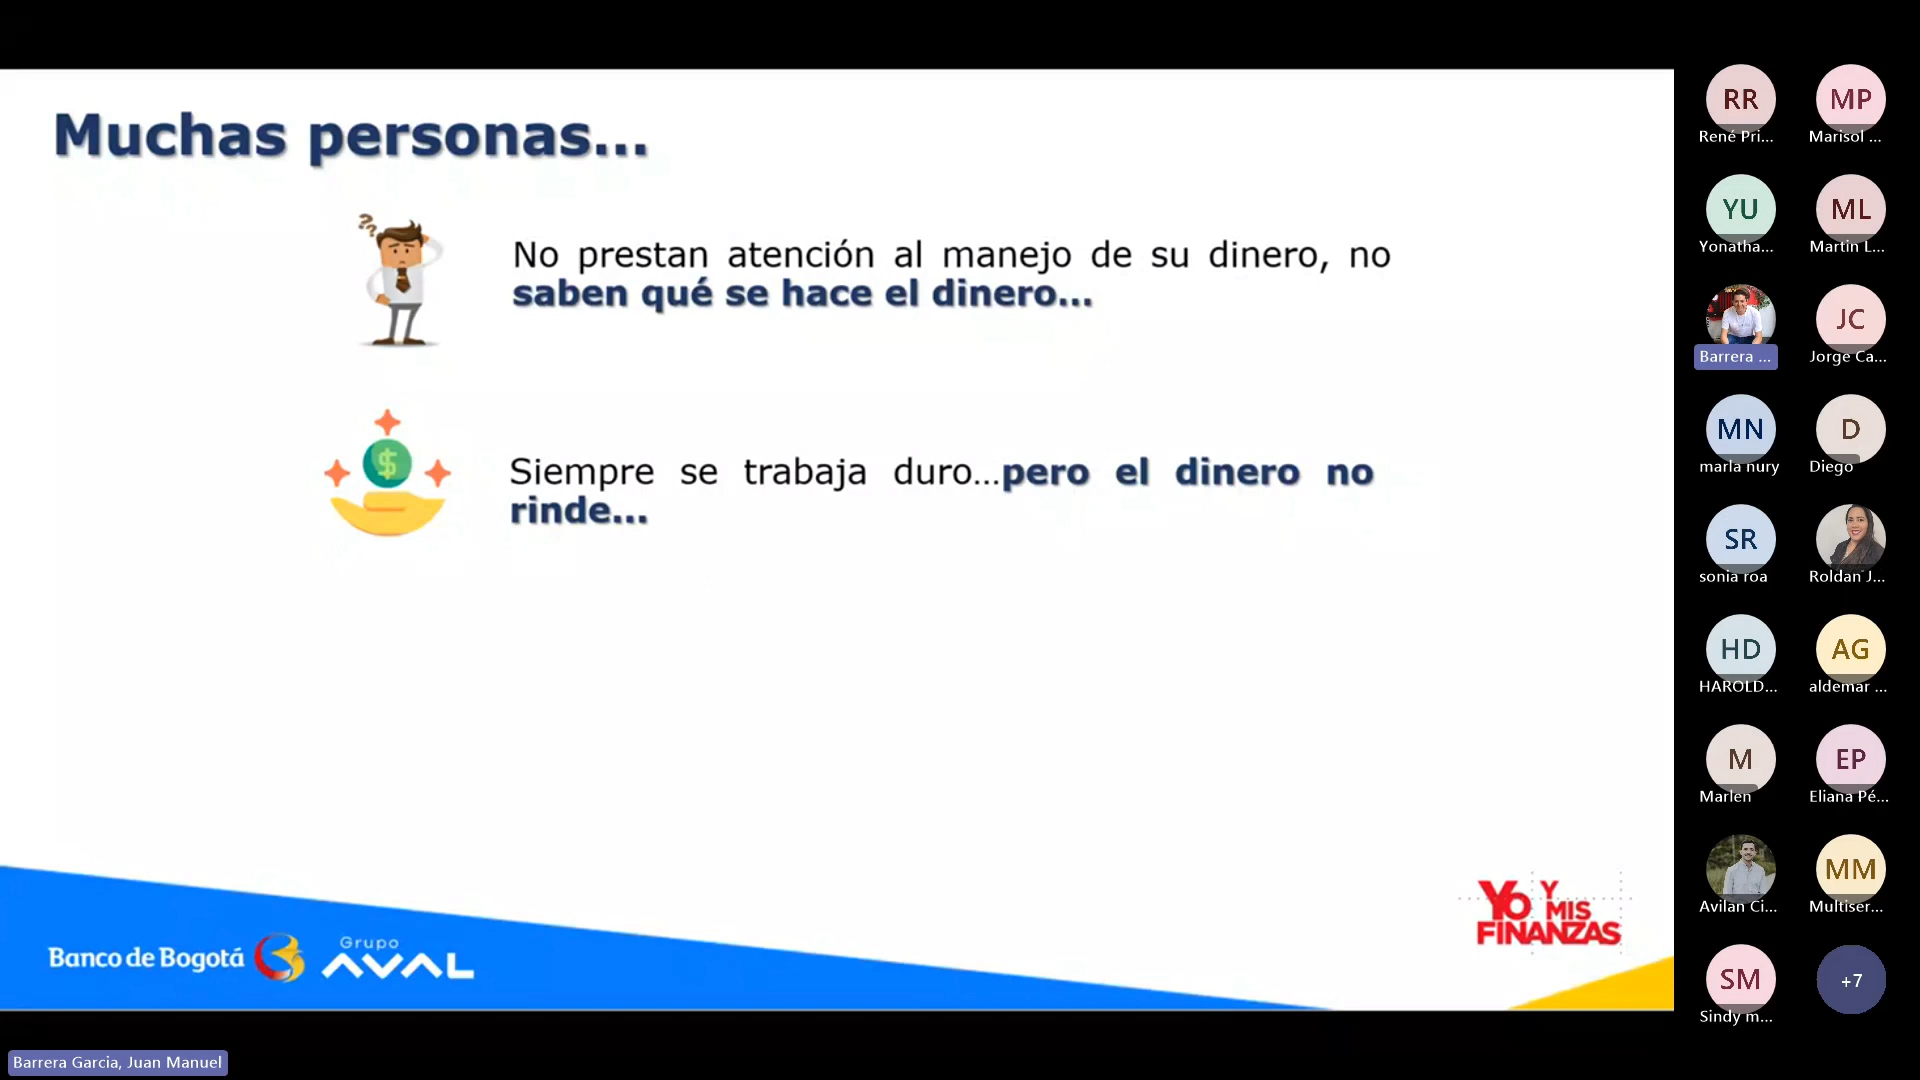 Muchas personas...
No prestan atención al manejo de su dinero, no
saben qué se hace el dinero...
Siempre se trabaja duro...pero el dinero no
rinde...
Banco de Bogotá
Grupo
AVAL
YO Y
MIS
FINANZAS
RR
René Pri...
MP
Marisol ...
YU
Yonatha...
ML
Martin L...
Barrera ...
JC
Jorge Ca...
MN
marla nury
D
Diego
SR
sonia roa
Roldan J...
HD
HAROLD...
AG
aldemar ...
M
Marlen
EP
Eliana Pé...
Avilan Ci...
MM
Multiser...
SM
Sindy m...
+7
Barrera Garcia, Juan Manuel